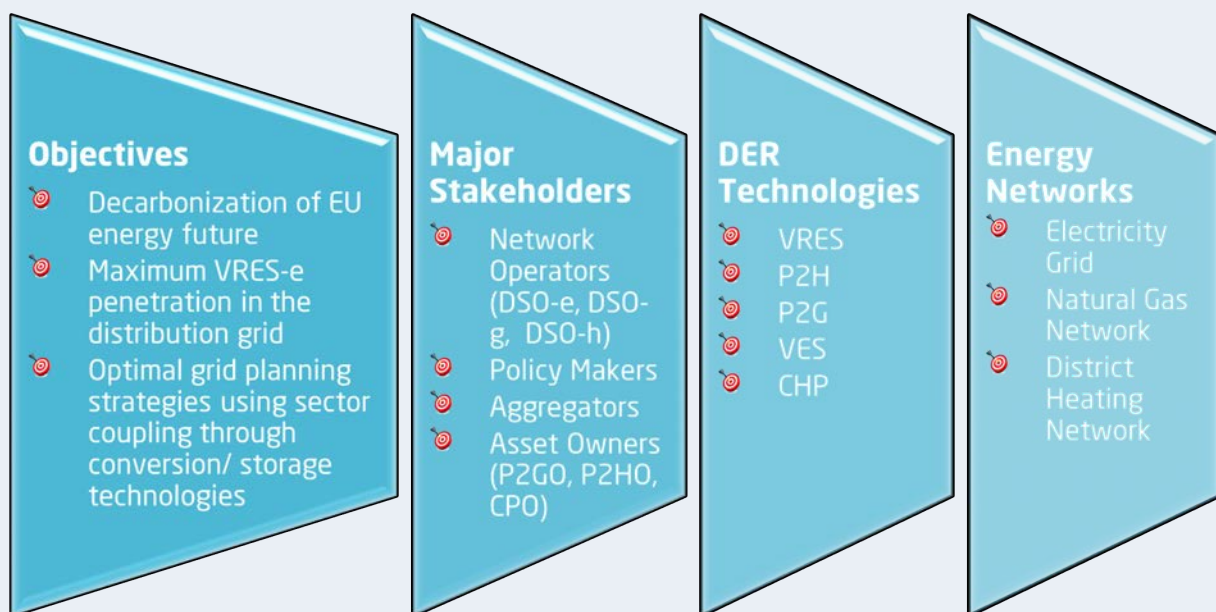 Objectives
Decarbonization of EU
energy future
Maximum VRES-e
penetration in the
distribution grid
Optimal grid planning
strategies using sector
coupling through
conversion/ storage
technologies
Major
Stakeholders
Network
Operators
(DSO-e, DSO-
g, DSO-h)
Policy Makers
Aggregators
Asset Owners
(P2GO, P2HO,
CPO)
DER
Technologies
VRES
P2H
P2G
VES
CHP
Energy
Networks
Electricity
Grid
Natural Gas
Network
District
Heating
Network